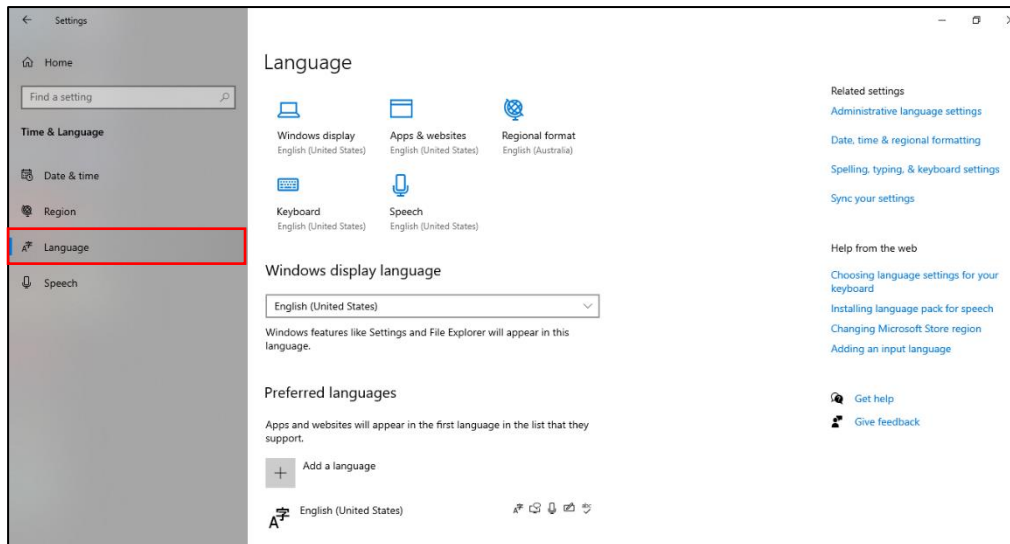 Settings
Home
Find a setting
Time & Language
Date & time
Region
Language
Speech
Language
Windows display
English (United States)
Apps & websites
English (United States)
Regional format
English (Australia)
Keyboard
English (United States)
Speech
English (United States)
Windows display language
English (United States)
Windows features like Settings and File Explorer will appear in this
language.
Preferred languages
Apps and websites will appear in the first language in the list that they
support.
Add a language
English (United States)
Related settings
Administrative language settings
Date, time & regional formatting
Spelling, typing, & keyboard settings
Sync your settings
Help from the web
Choosing language settings for your
keyboard
Installing language pack for speech
Changing Microsoft Store region
Adding an input language
Get help
Give feedback